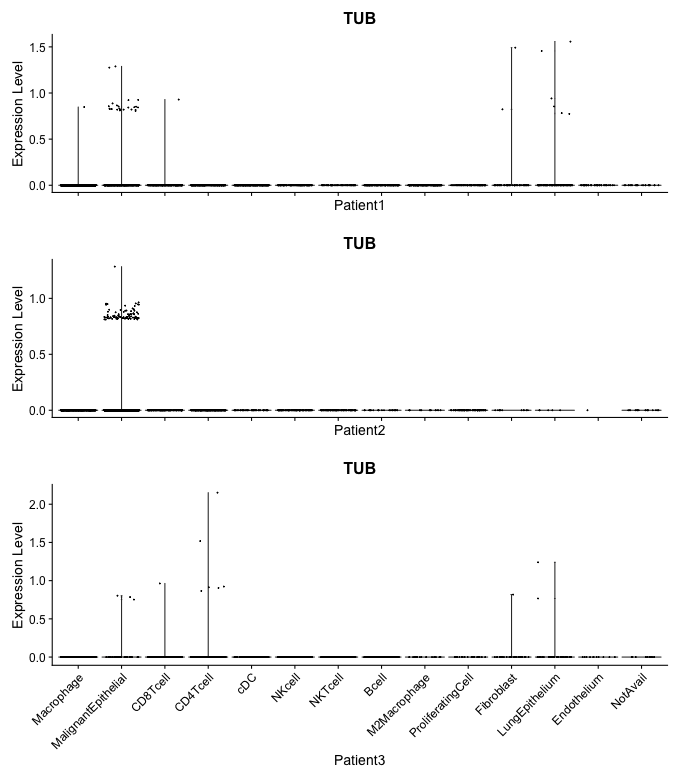 TUB
Expression Level
1.5
1.0
0.5
0.0
Patient1
TUB
Expression Level
1.0
0.5
0.0
Patient2
TUB
Expression Level
2.0
1.5
1.0
0.5
0.0
Macrophage
MalignantEpithelial
CD8Tcell
CD4Tcell
cDC
NKcell
NKTcell
Bcell
M2Macrophage
ProliferatingCell
Fibroblast
LungEpithelium
Endothelium
NotAvail
Patient3